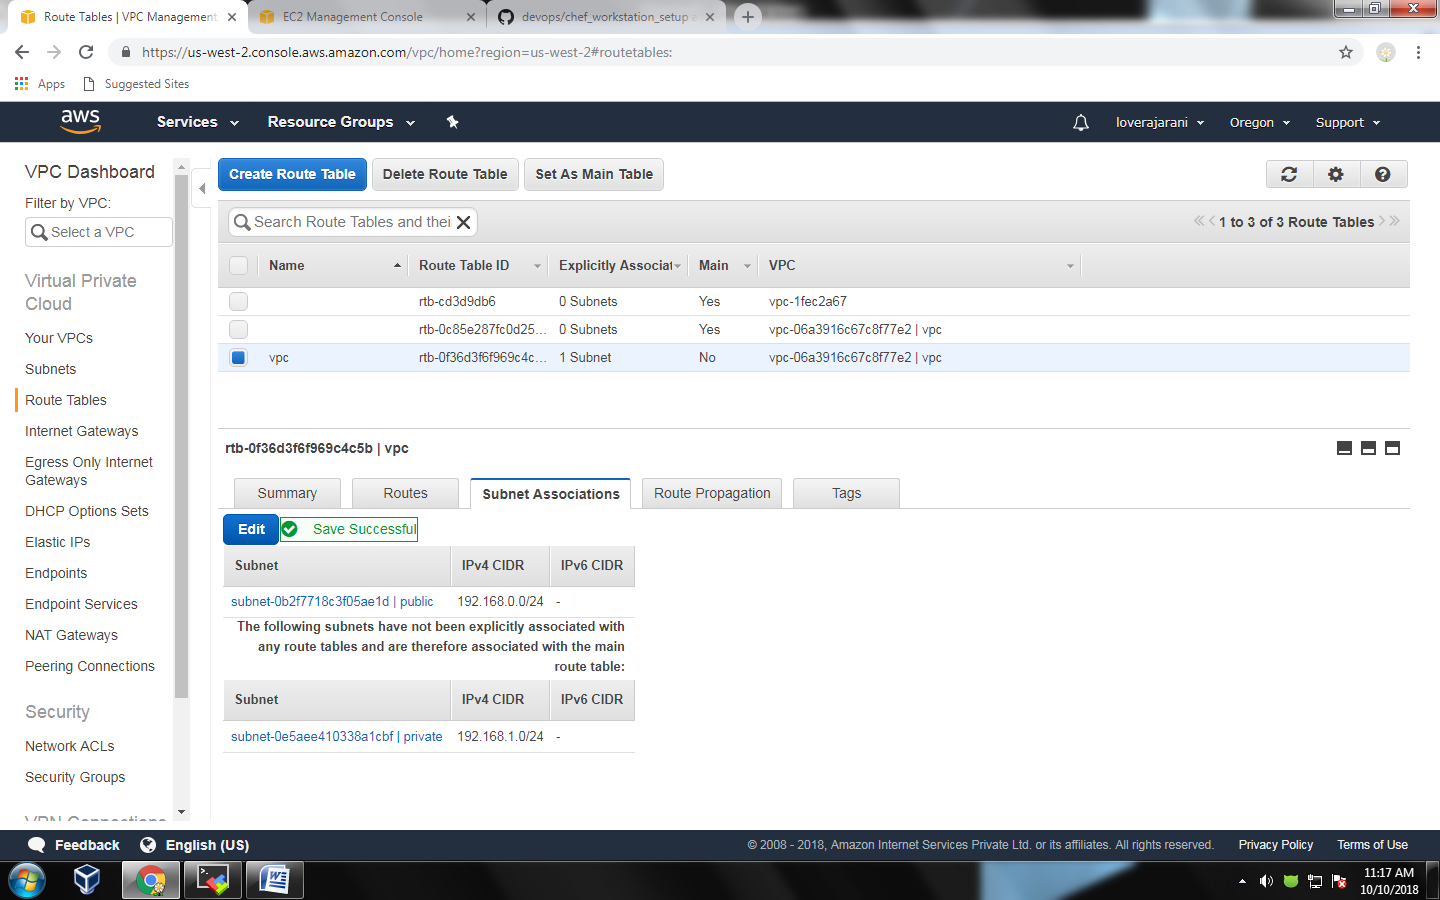 Route Tables | VPC Management
EC2 Management Console
devops/chef_workstation_setup
https://us-west-2.console.aws.amazon.com/vpc/home?region=us-west-2#routetables:
Apps
Suggested Sites
aws
Services
Resource Groups
loverajarani
Oregon
Support
VPC Dashboard
Filter by VPC:
Select a VPC
Virtual Private
Cloud
Your VPCs
Subnets
Route Tables
Internet Gateways
Egress Only Internet
Gateways
DHCP Options Sets
Elastic IPs
Endpoints
Endpoint Services
NAT Gateways
Peering Connections
Security
Network ACLs
Security Groups
VPN Connections
Create Route Table
Delete Route Table
Set As Main Table
Search Route Tables and thei
1 to 3 of 3 Route Tables
Name Route Table ID Explicitly Associat Main VPC
rtb-cd3d9db6 0 Subnets Yes vpc-1fec2a67
rtb-0c85e287fc0d25... 0 Subnets Yes vpc-06a3916c67c8f77e2 | vpc
vpc rtb-0f36d3f6f969c4c... 1 Subnet No vpc-06a3916c67c8f77e2 | vpc
rtb-0f36d3f6f969c4c5b | vpc
Summary
Routes
Subnet Associations
Route Propagation
Tags
Edit
Save Successful
Subnet IPv4 CIDR IPv6 CIDR
subnet-0b2f7718c3f05ae1d | public 192.168.0.0/24 -
The following subnets have not been explicitly associated with
any route tables and are therefore associated with the main
route table:
Subnet IPv4 CIDR IPv6 CIDR
subnet-0e5aee410338a1cbf | private 192.168.1.0/24 -
Feedback
English (US)
© 2008 - 2018, Amazon Internet Services Private Ltd. or its affiliates. All rights reserved.
Privacy Policy
Terms of Use
11:17 AM
10/10/2018